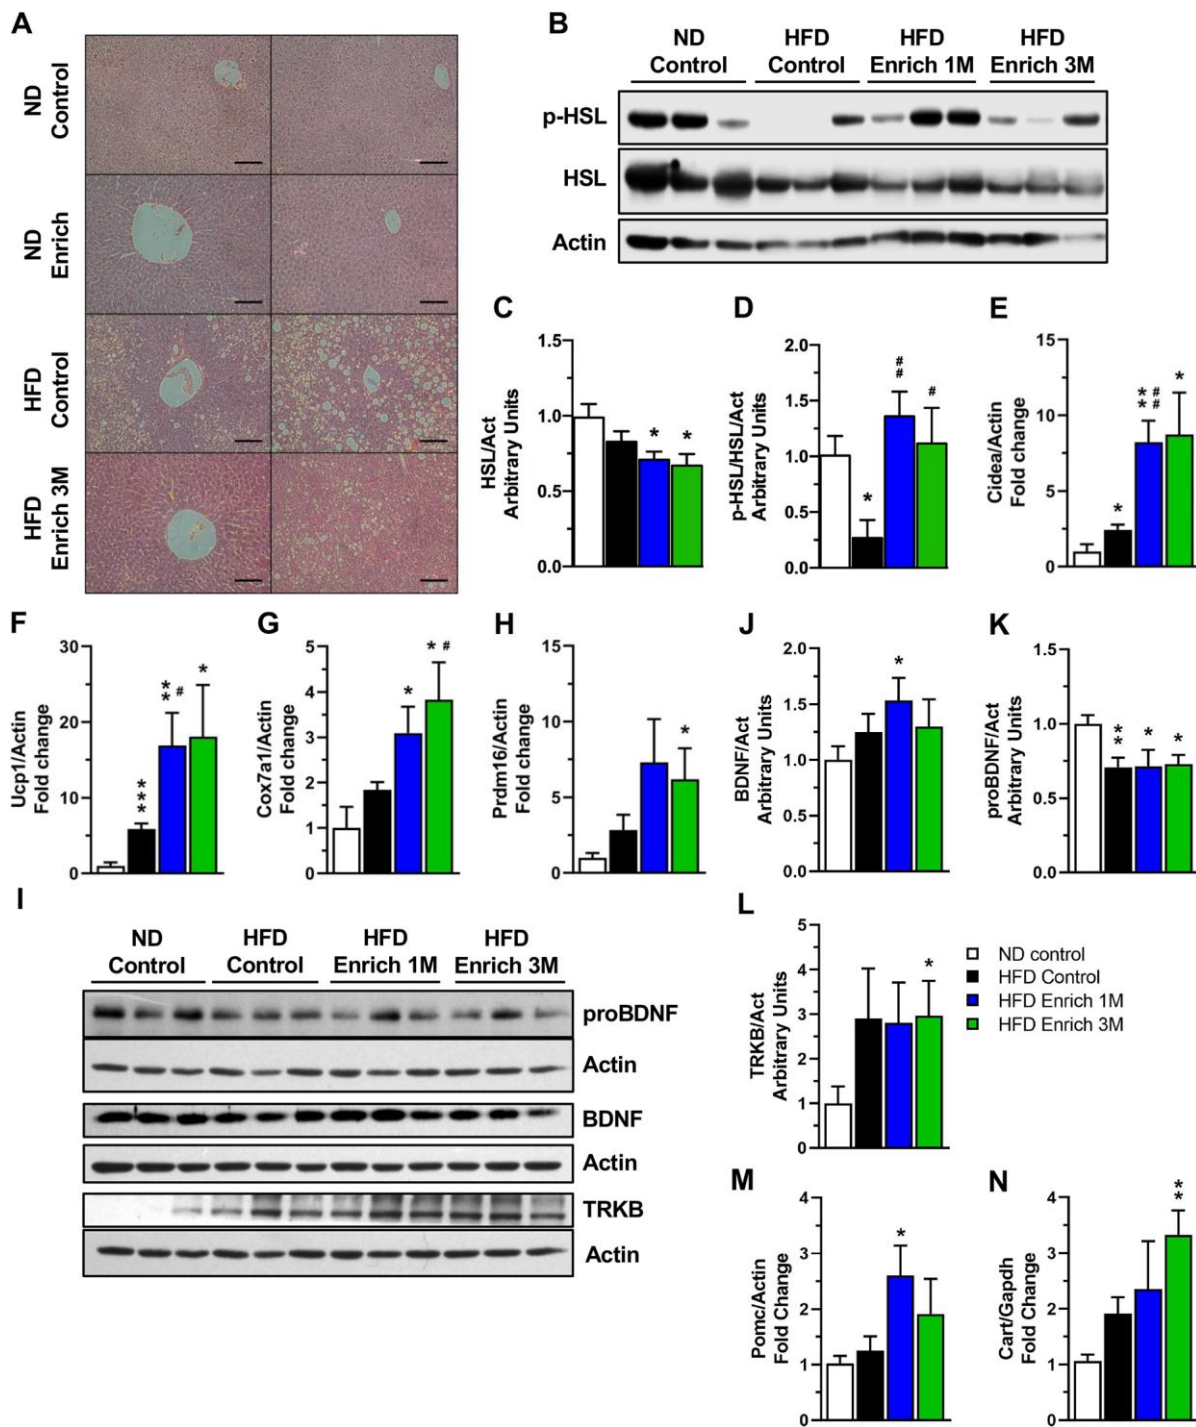 A
ND
Control
ND
Enrich
HFD
Control
HFD
Enrich 3M
B
ND
Control
HFD
Control
HFD
Enrich 1M
HFD
Enrich 3M
p-HSL
HSL
Actin
C
HSL/Act
Arbitrary Units
1.5
1.0
0.5
0.0
*
*
D
p-HSL/HSL/Act
Arbitrary Units
2.0
1.5
1.0
0.5
0.0
*
##
#
E
Cidea/Actin
Fold change
15
10
5
0
*
** ##
*
F
Ucp1/Actin
Fold change
30
20
10
0
***
** #
*
G
Cox7a1/Actin
Fold change
5
4
3
2
1
0
*
* #
H
Prdm16/Actin
Fold change
15
10
5
0
*
J
BDNF/Act
Arbitrary Units
2.0
1.5
1.0
0.5
0.0
*
K
proBDNF/Act
Arbitrary Units
1.5
1.0
0.5
0.0
**
*
*
I
ND
Control
HFD
Control
HFD
Enrich 1M
HFD
Enrich 3M
proBDNF
Actin
BDNF
Actin
TRKB
Actin
L
TRKB/Act
Arbitrary Units
5
4
3
2
1
0
*
ND control
HFD Control
HFD Enrich 1M
HFD Enrich 3M
M
Pomc/Actin
Fold Change
4
3
2
1
0
*
N
Cart/Gapdh
Fold Change
4
3
2
1
0
**